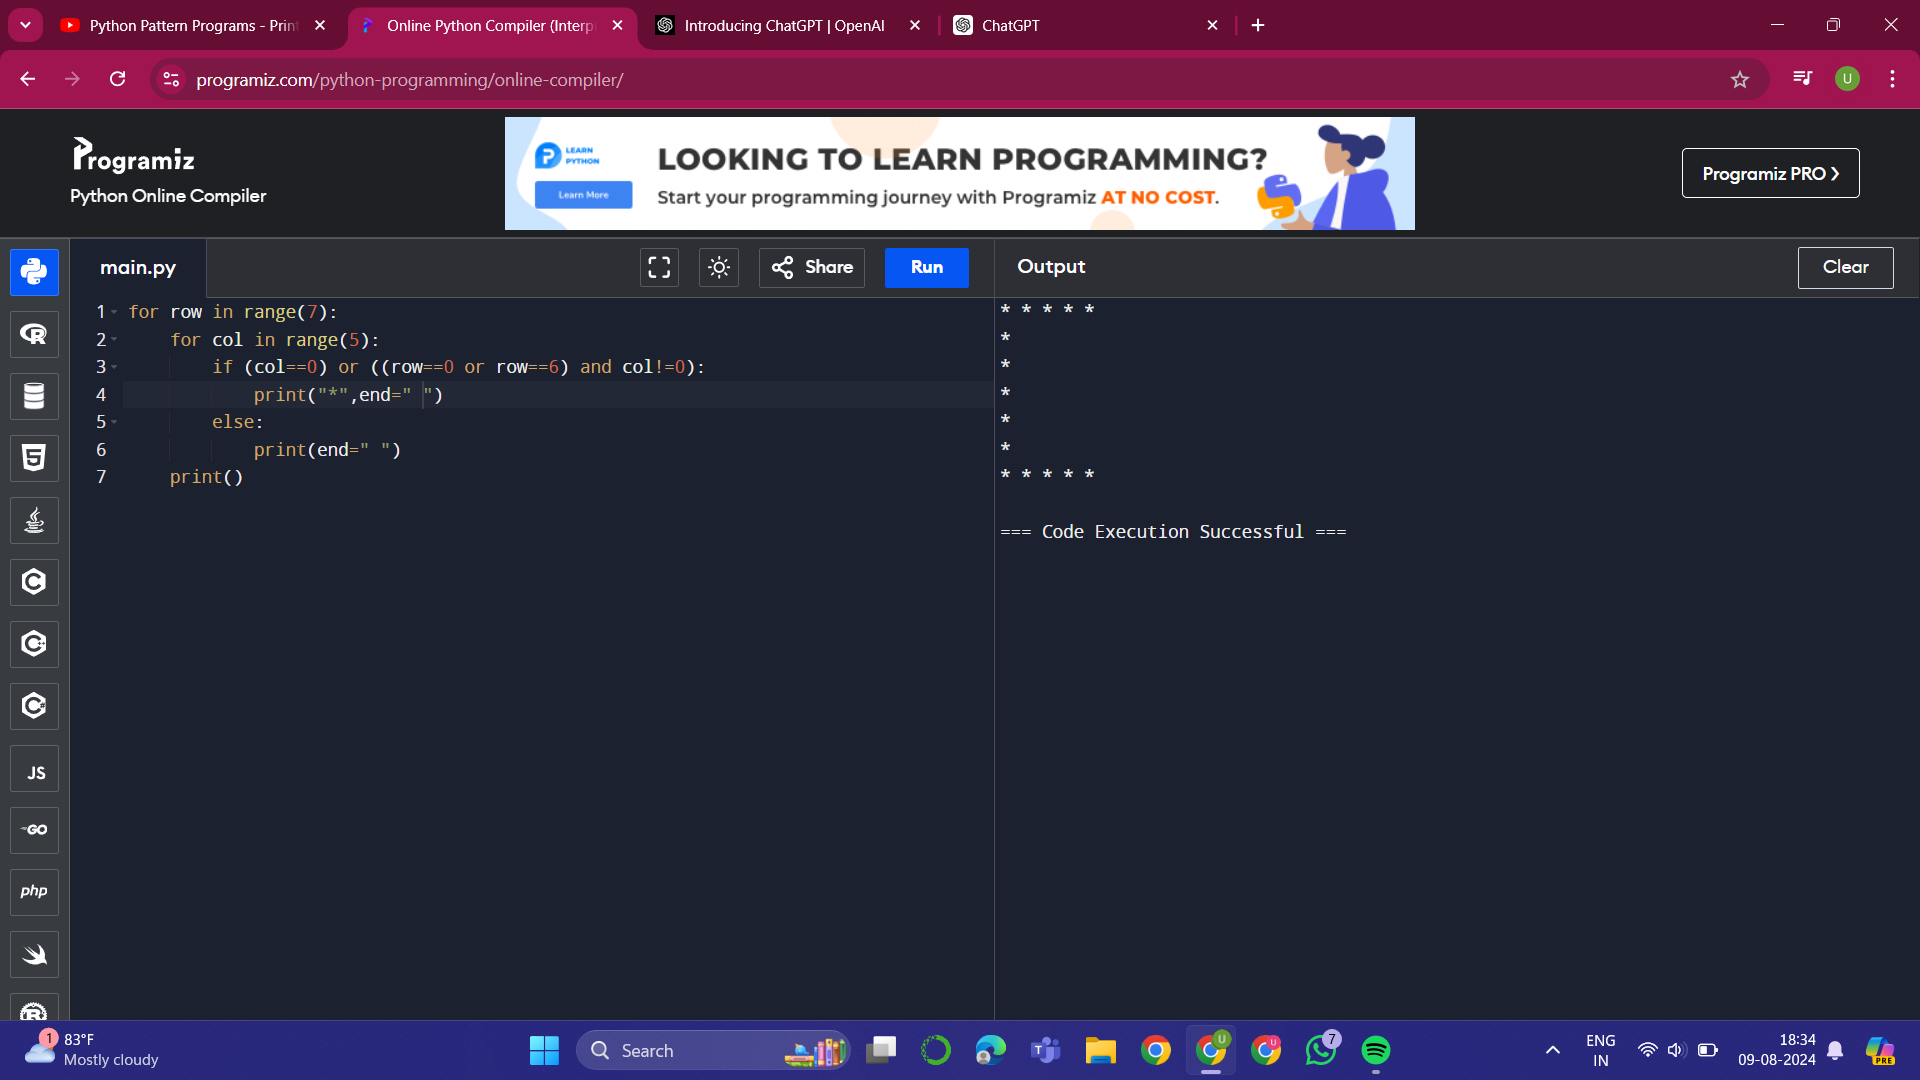 Python Pattern Programs - Prin
Online Python Compiler (Interp
Introducing ChatGPT | OpenAI
ChatGPT
programiz.com/python-programming/online-compiler/
U
Programiz
Python Online Compiler
LEARN PYTHON
Learn More
LOOKING TO LEARN PROGRAMMING?
Start your programming journey with Programiz AT NO COST.
Programiz PRO
main.py
Share
Run
Output
Clear
1 for row in range(7):
2     for col in range(5):
3         if (col==0) or ((row==0 or row==6) and col!=0):
4             print("*",end=" ")
5         else:
6             print(end=" ")
7     print()
* * * * *
*
*
*
*
*
* * * * *
=== Code Execution Successful ===
JS
GO
php
1
83°F
Mostly cloudy
Search
U
U
7
ENG
IN
18:34
09-08-2024
PRE